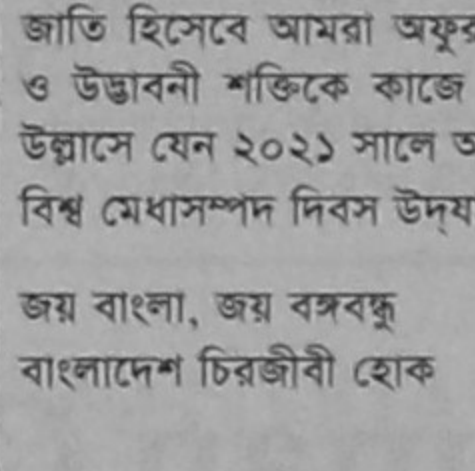 জাতি হিসেবে আমরা
ও উদ্ভাবনী শক্তিকে কাজে
উল্লাসে যেন ২০২১ সালে
বিশ্ব মেধাসম্পদ দিবস
জয় বাংলা, জয় বঙ্গবন্ধু
বাংলাদেশ চিরজীবী হোক